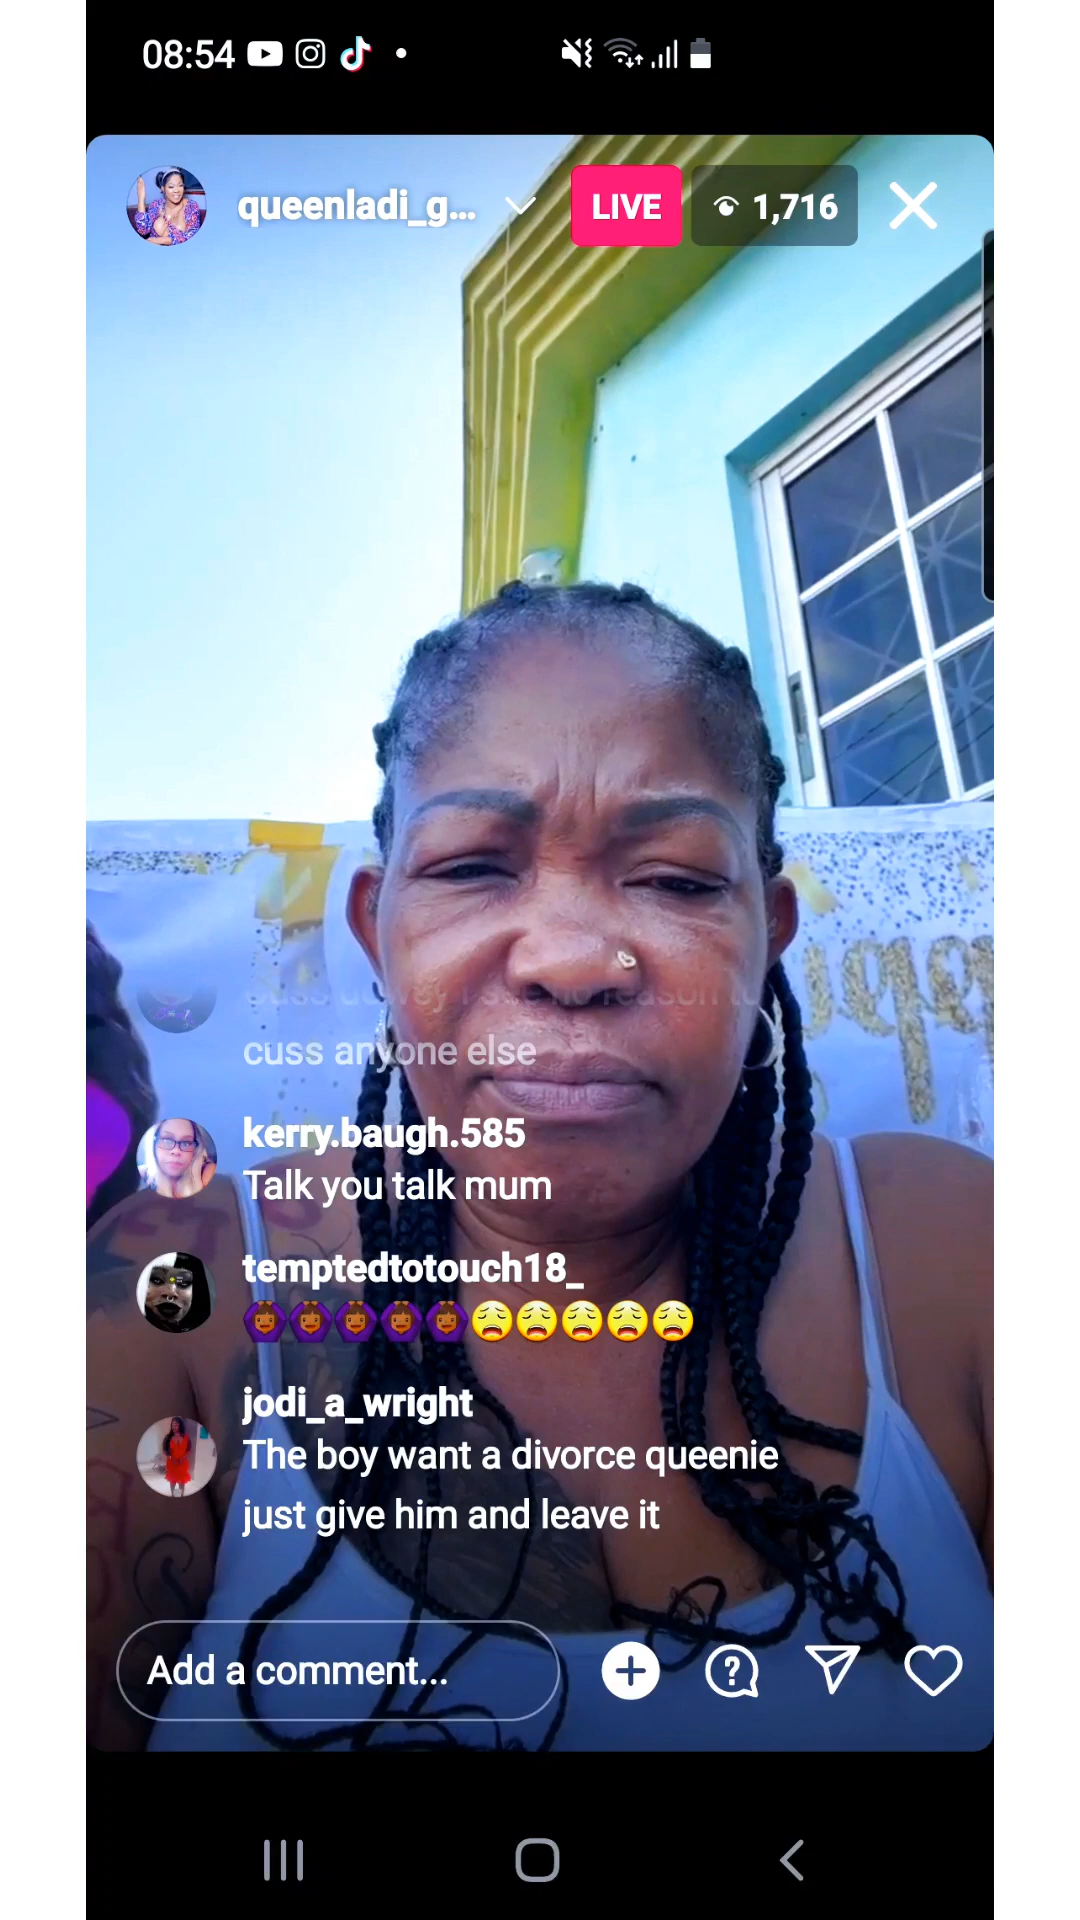 08:54
queenladi_g...
LIVE
1,716
cuss anyone else
kerry.baugh.585
Talk you talk mum
temptedtotouch18_
🙆🏾‍♀️🙆🏾‍♀️🙆🏾‍♀️🙆🏾‍♀️🙆🏾‍♀️😩😩😩😩😩
jodi_a_wright
The boy want a divorce queenie
just give him and leave it
Add a comment...